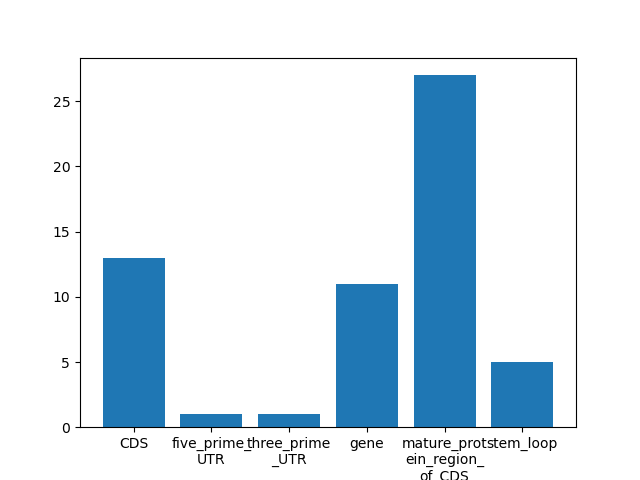 25
20
15
10
5
0
CDS
five_prime_
UTR
three_prime
_UTR
gene
mature_prot
ein_region_
of_CDS
stem_loop